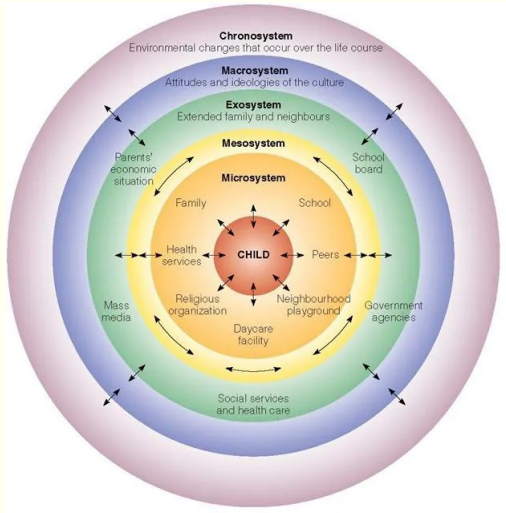 Chronosystem
Environmental changes that occur over the life course
Macrosystem
Attitudes and ideologies of the culture
Exosystem
Extended family and neighbours
Mesosystem
Parents'
economic
situation
School
board
Microsystem
Family
School
Health
services
CHILD
Peers
Religious
organization
Neighbourhood
playground
Mass
media
Government
agencies
Daycare
facility
Social services
and health care